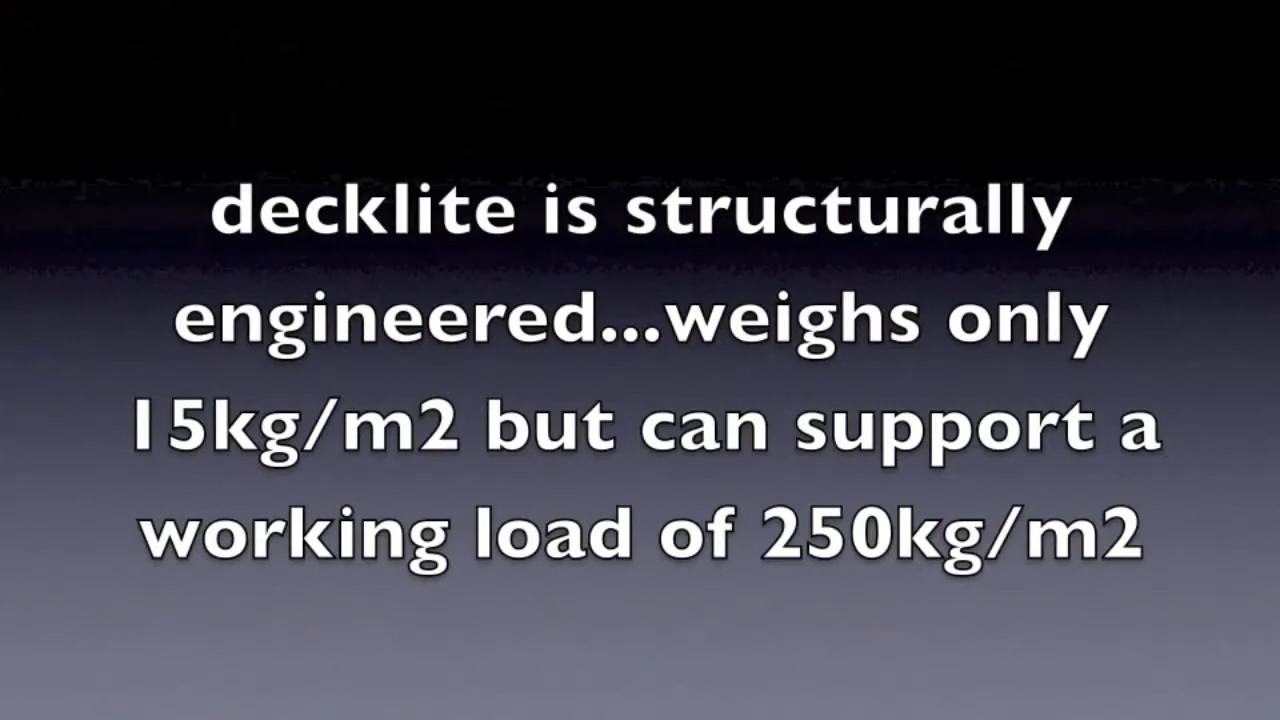 decklite is structurally
engineered...weighs only
15kg/m2 but can support a
working load of 250kg/m2